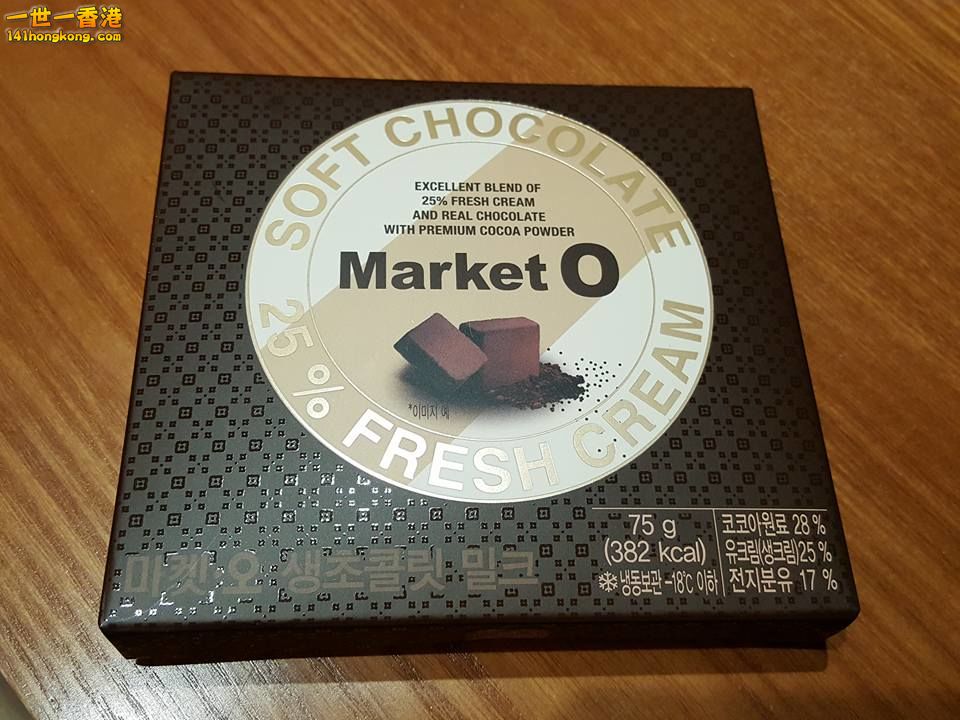 一世一香港
141hongkong.com
SOFT CHOCOLATE
EXCELLENT BLEND OF
25% FRESH CREAM
AND REAL CHOCOLATE
WITH PREMIUM COCOA POWDER
Market O
*이미지 예
25% FRESH CREAM
75 g
(382 kcal)
냉동보관 -18℃ 이하
코코아원료 28 %
유크림(생크림)25 %
전지분유 17 %
마켓 오 생초콜릿 밀크